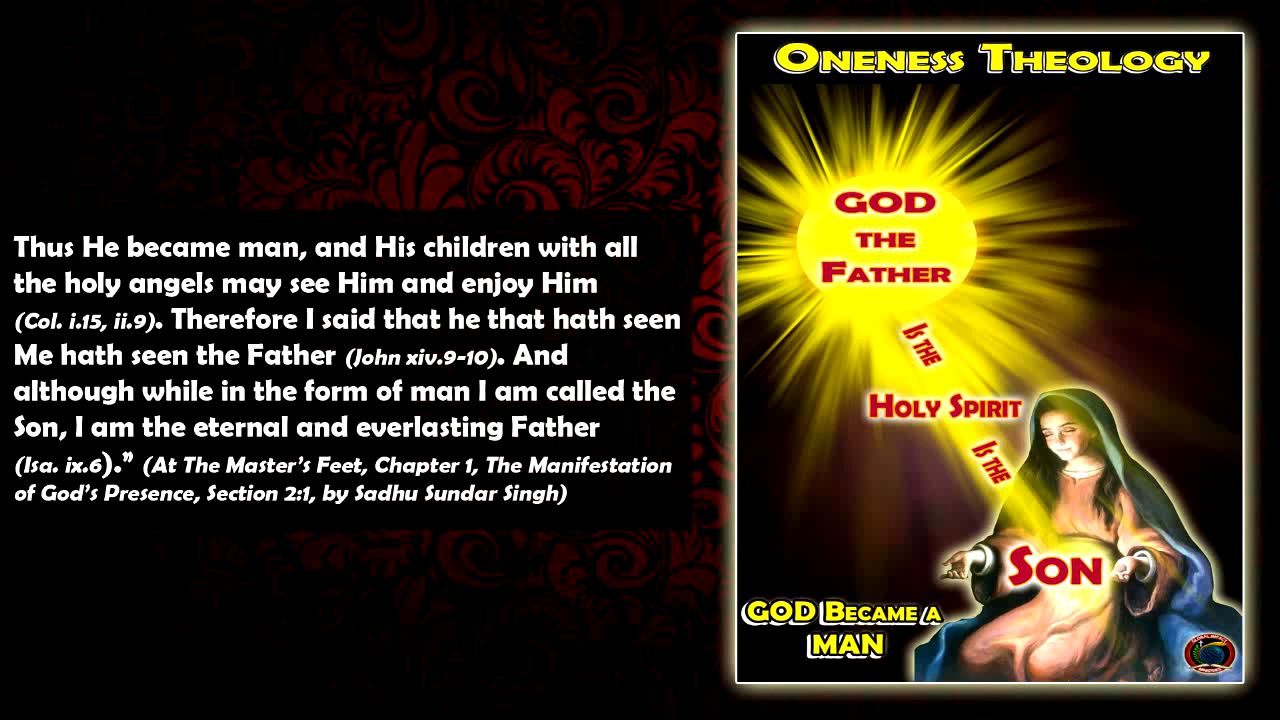 Thus He became man, and His children with all
the holy angels may see Him and enjoy Him
(Col. i.15, ii.9). Therefore I said that he that hath seen
Me hath seen the Father (John xiv.9-10). And
although while in the form of man I am called the
Son, I am the eternal and everlasting Father
(Isa. ix.6).” (At The Master’s Feet, Chapter 1, The Manifestation
of God’s Presence, Section 2:1, by Sadhu Sundar Singh)
ONENESS THEOLOGY
GOD
THE
FATHER
IS THE
HOLY SPIRIT
IS THE
SON
GOD BECAME A
MAN